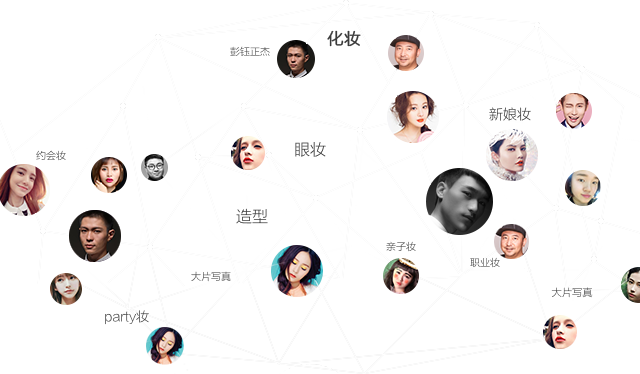 化妆
彭钰正杰
新娘妆
眼妆
约会妆
造型
亲子妆
职业妆
大片写真
大片写真
party妆